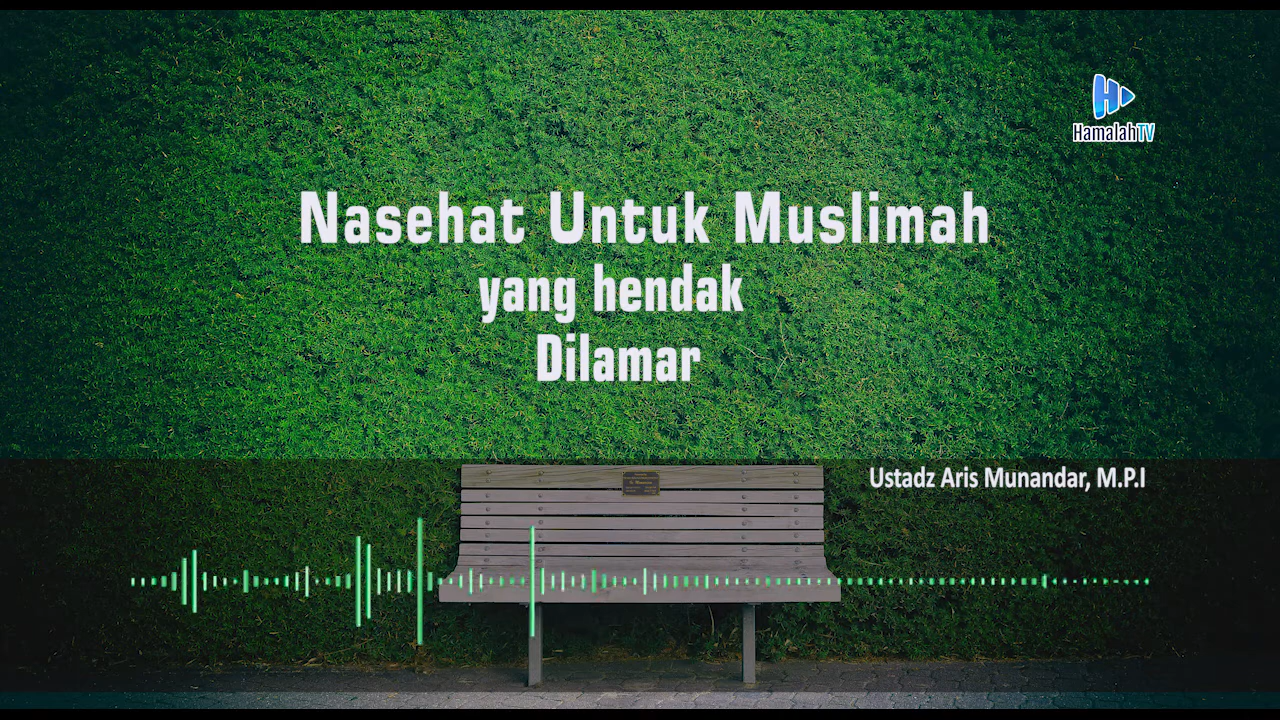 HamalahTV
Nasehat Untuk Muslimah
yang hendak
Dilamar
Ustadz Aris Munandar, M.P.I